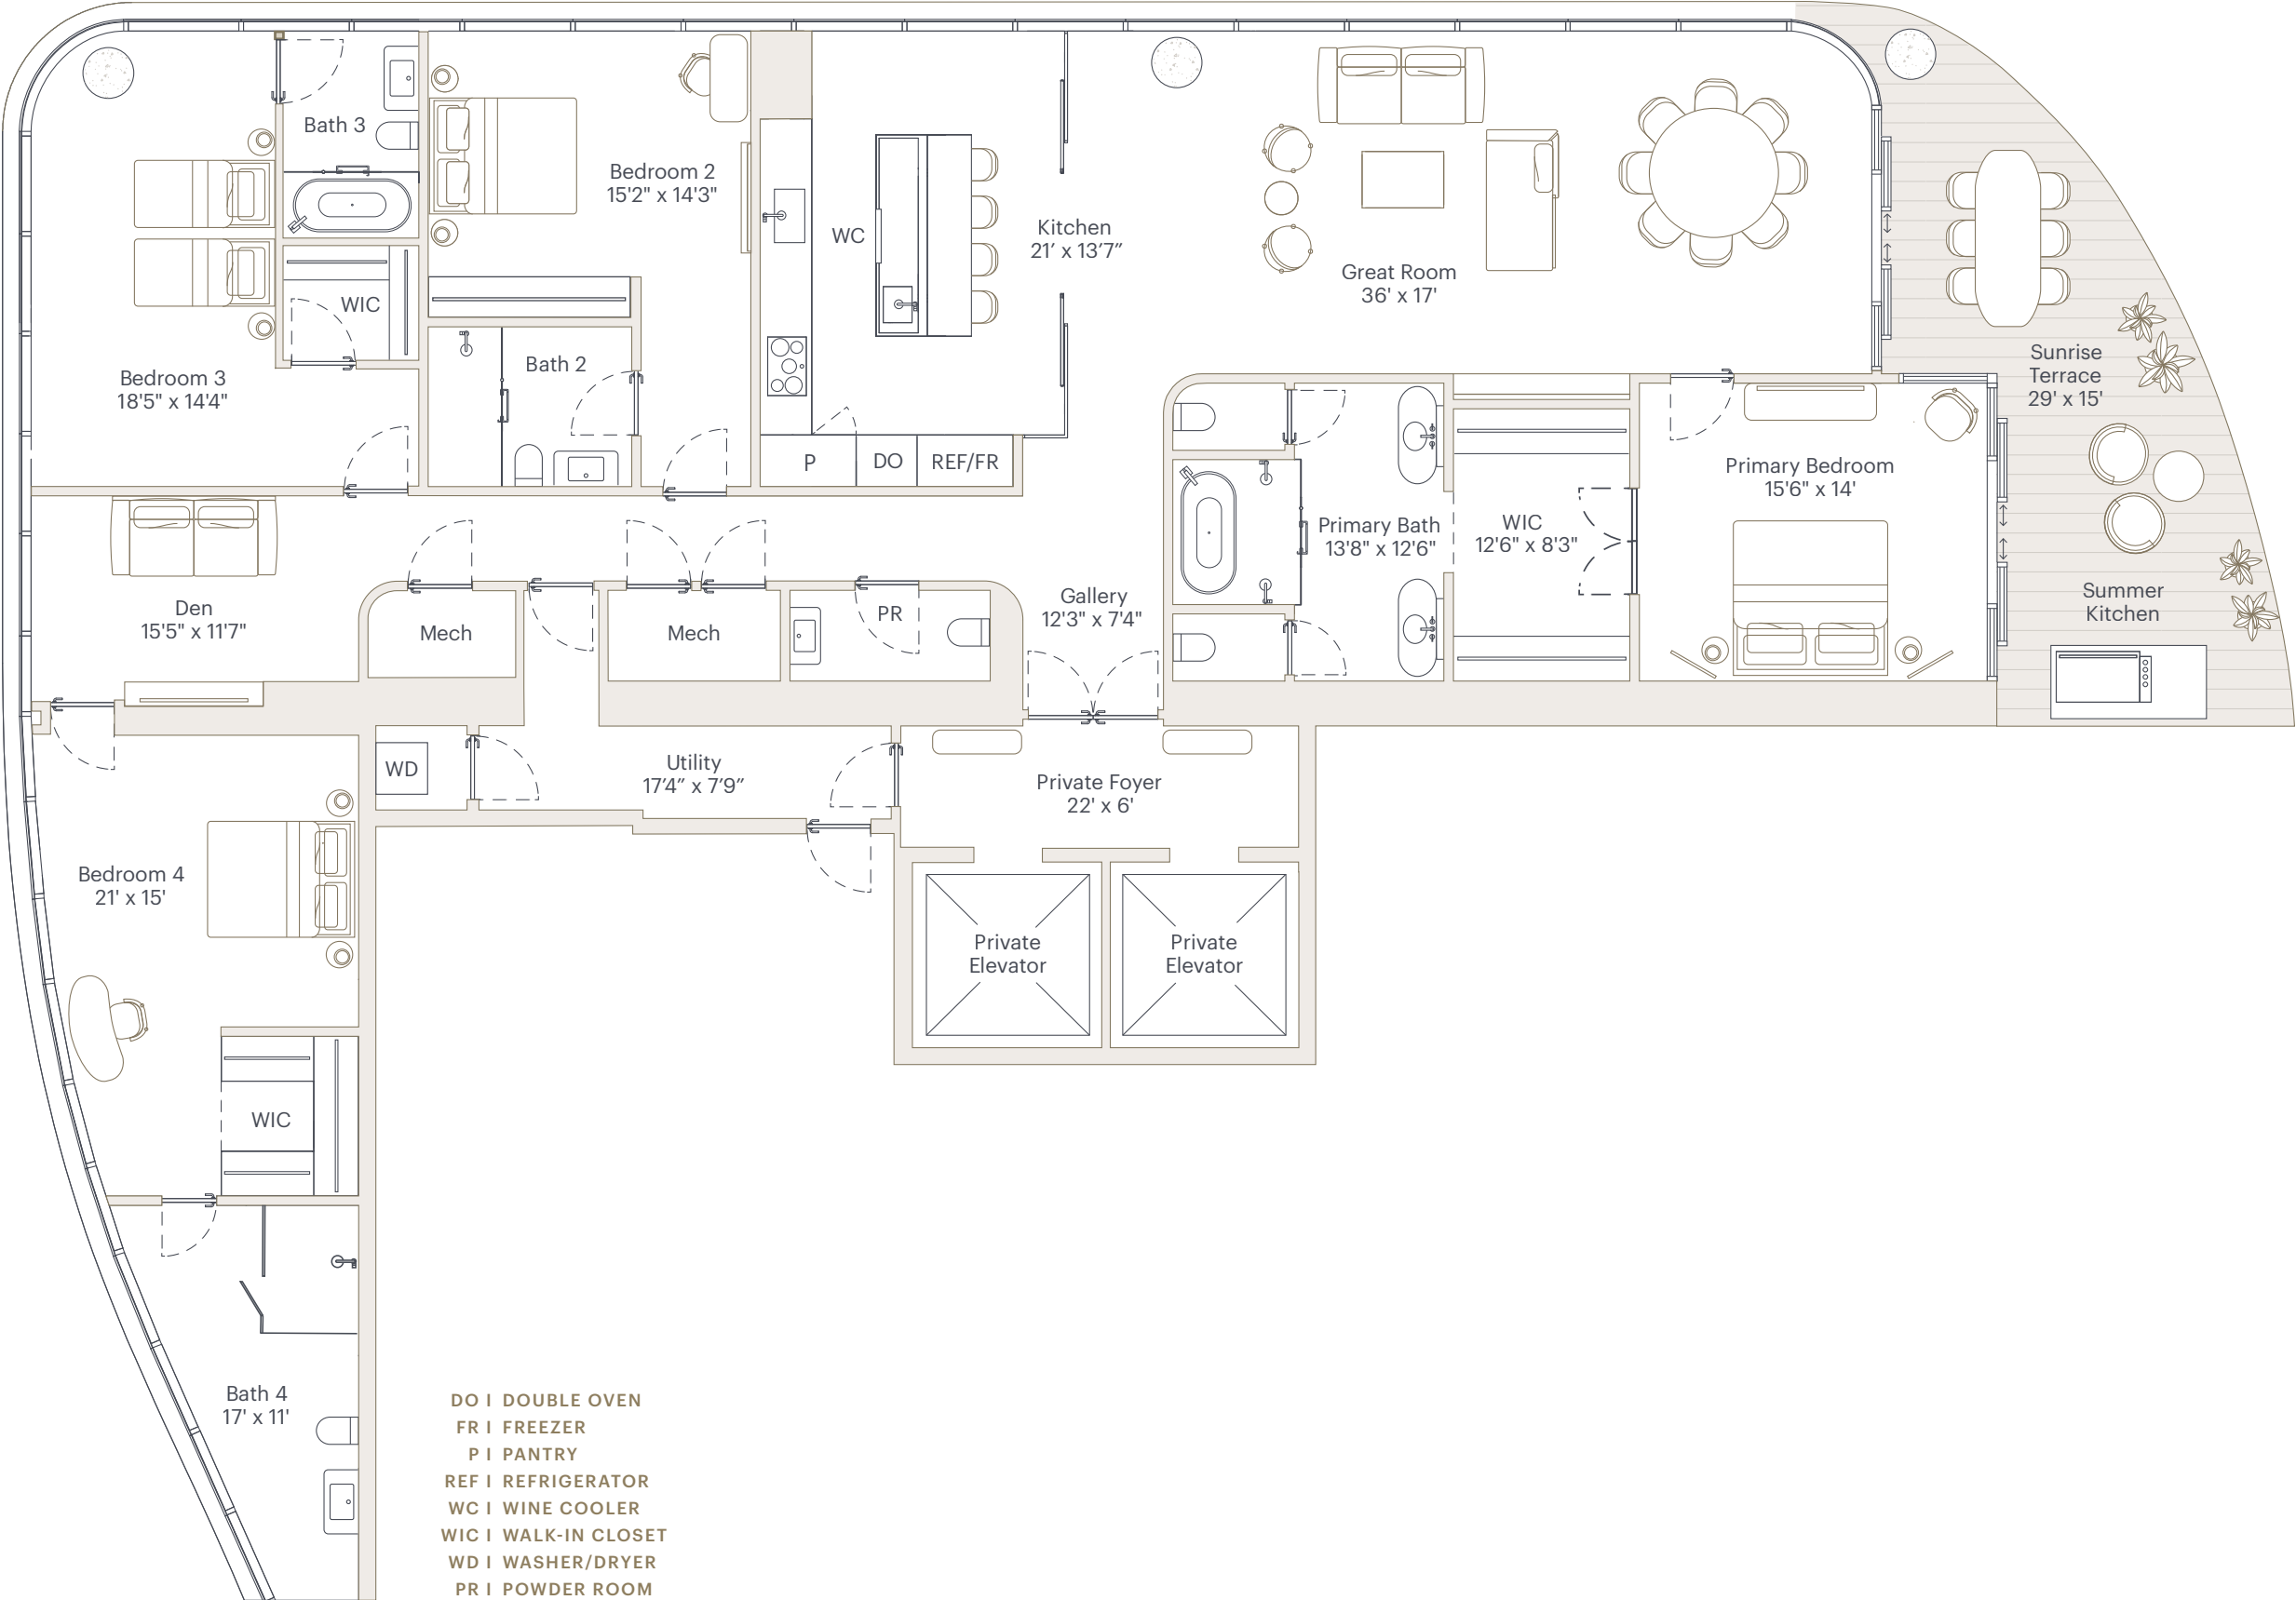 Bath 3
Bedroom 2
15'2" x 14'3"
WC
Kitchen
21′ x 13′7″
Great Room
36' x 17'
WIC
Bath 2
Bedroom 3
18'5" x 14'4"
Sunrise
Terrace
29' x 15'
P
DO
REF/FR
Primary Bedroom
15'6" x 14'
Primary Bath
13'8" x 12'6"
WIC
12'6" x 8'3"
Den
15'5" x 11'7"
Mech
Mech
PR
Gallery
12'3" x 7'4"
Summer
Kitchen
WD
Utility
17′4″ x 7′9″
Private Foyer
22' x 6'
Bedroom 4
21' x 15'
Private
Elevator
Private
Elevator
WIC
Bath 4
17' x 11'
DO I DOUBLE OVEN
FR I FREEZER
P I PANTRY
REF I REFRIGERATOR
WC I WINE COOLER
WIC I WALK-IN CLOSET
WD I WASHER/DRYER
PR I POWDER ROOM